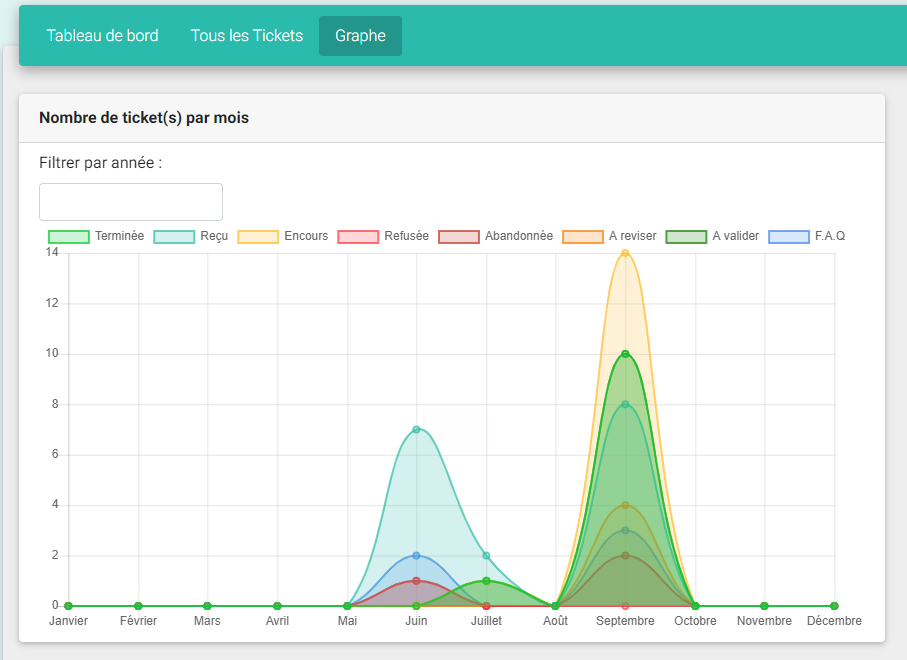 Tableau de bord Tous les Tickets Graphe
Nombre de ticket(s) par mois
Filtrer par année :
Terminée Reçu Encours Refusée Abandonnée A reviser A valider F.A.Q
14
12
10
8
6
4
2
0
Janvier Février Mars Avril Mai Juin Juillet Août Septembre Octobre Novembre Décembre